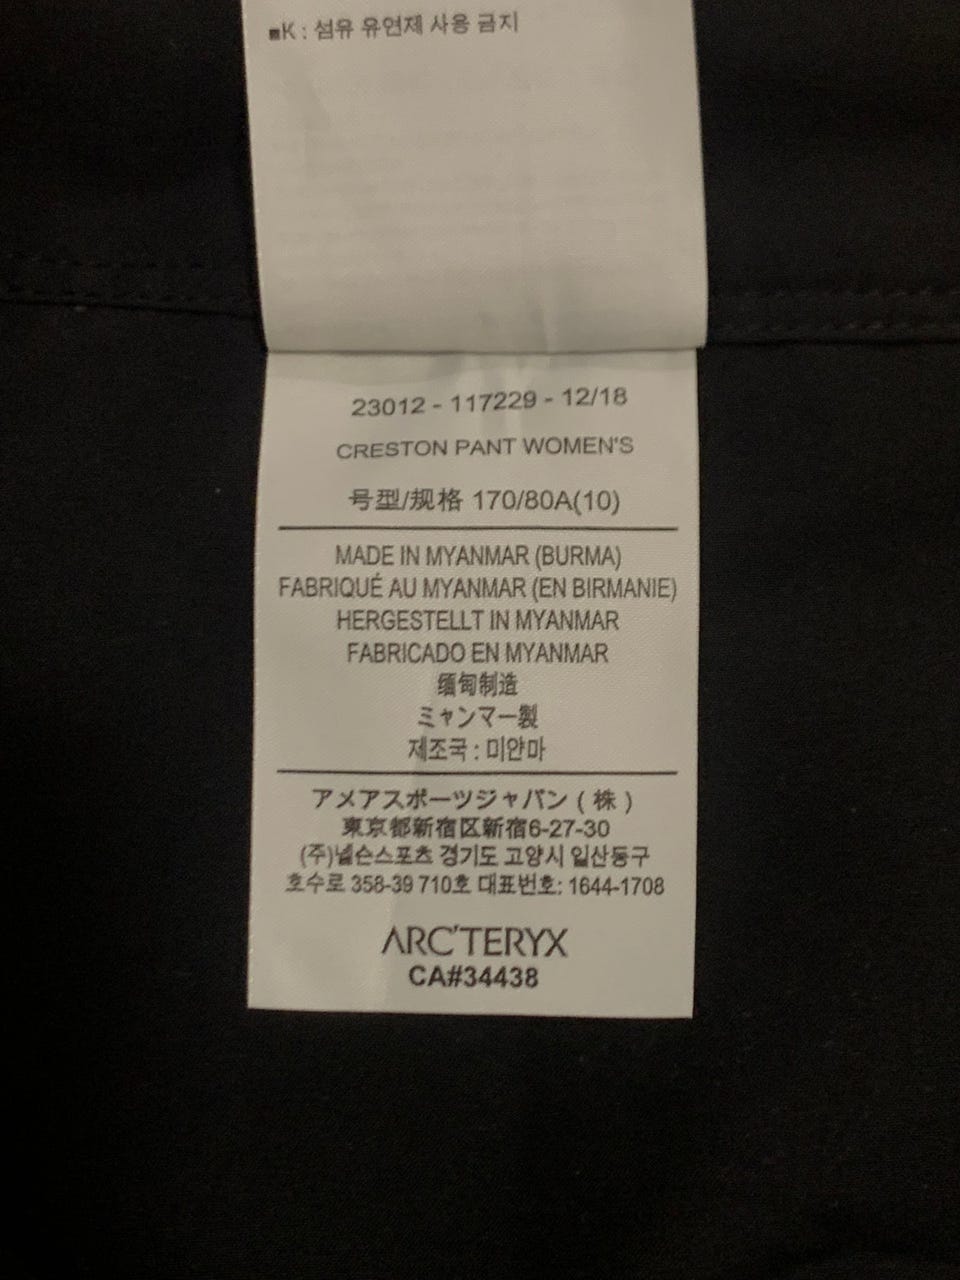 ■K : 섬유 유연제 사용 금지
23012 - 117229 - 12/18
CRESTON PANT WOMEN'S
号型/规格 170/80A(10)
MADE IN MYANMAR (BURMA)
FABRIQUÉ AU MYANMAR (EN BIRMANIE)
HERGESTELLT IN MYANMAR
FABRICADO EN MYANMAR
缅甸制造
ミャンマー製
제조국 : 미얀마
アメアスポーツジャパン ( 株 )
東京都新宿区新宿6-27-30
(주)넬슨스포츠 경기도 고양시 일산동구
호수로 358-39 710호 대표번호: 1644-1708
ARC'TERYX
CA#34438